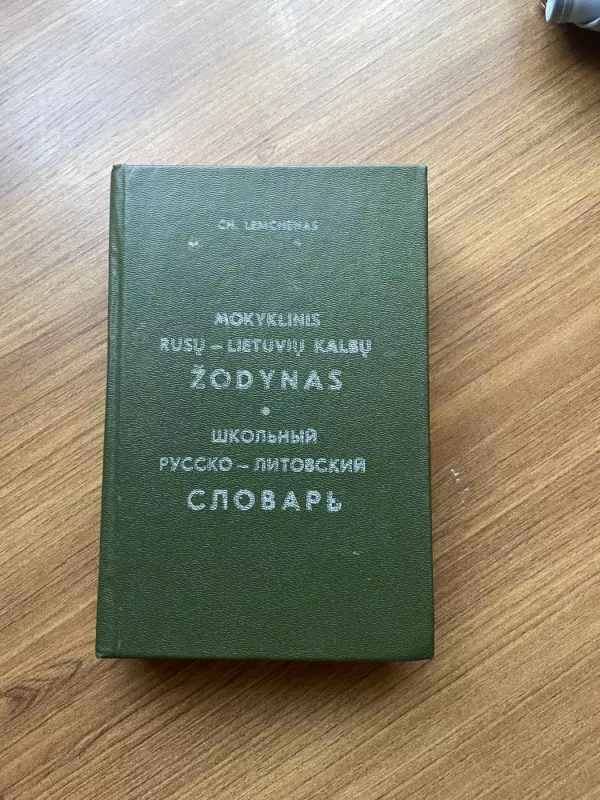 CH. LEMCHENAS
MOKYKLINIS
RUSŲ – LIETUVIŲ KALBŲ
ŽODYNAS
•
ШКОЛЬНЫЙ
РУССКО – ЛИТОВСКИЙ
СЛОВАРЬ